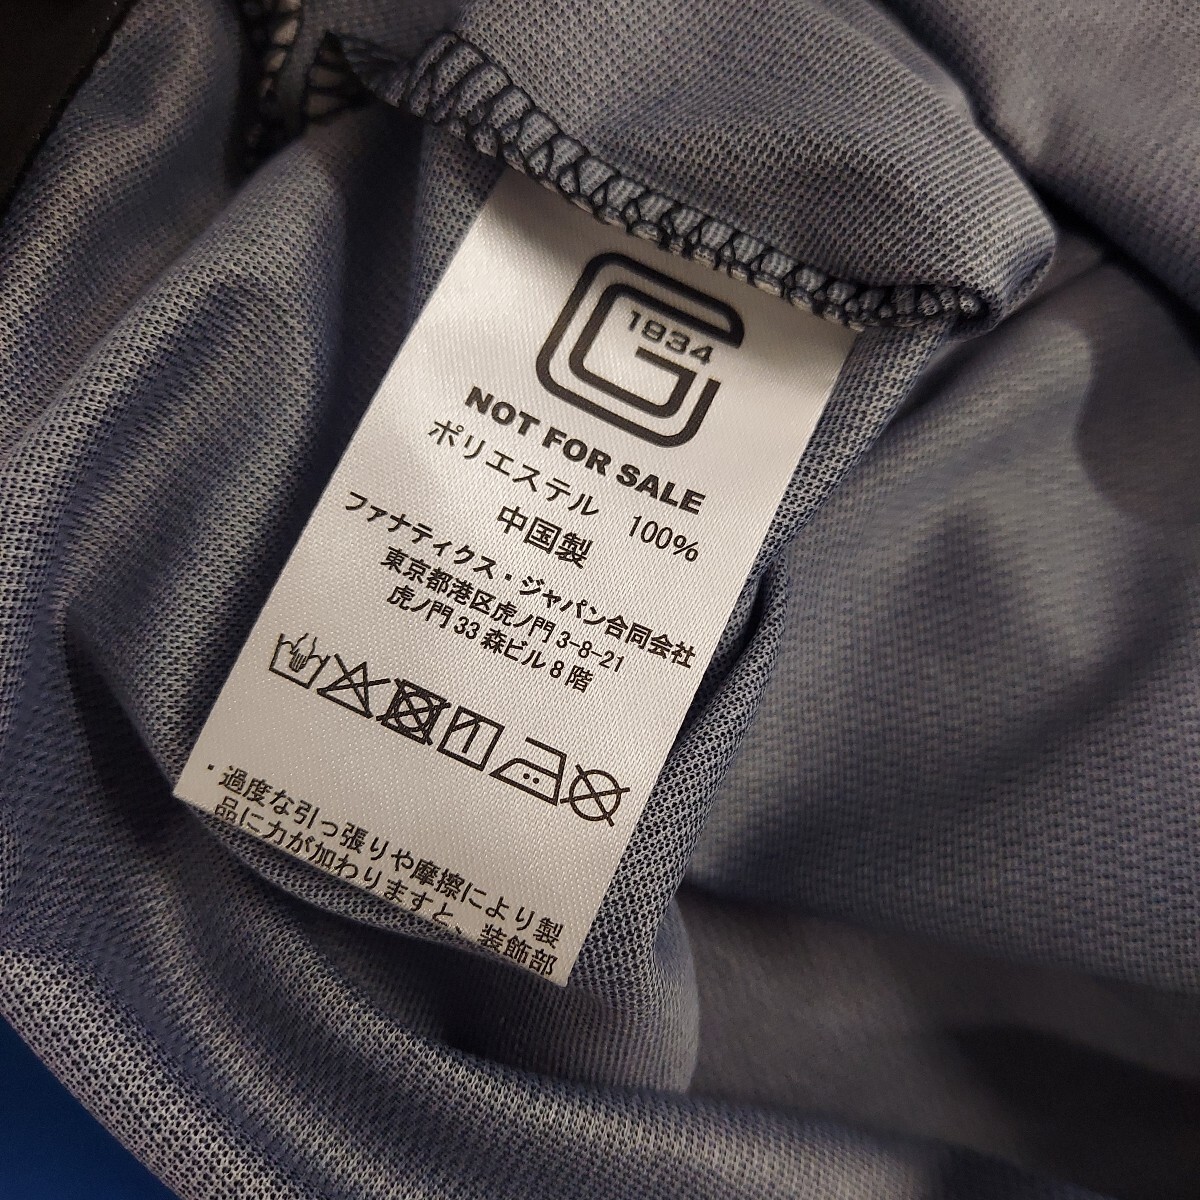 1934
NOT FOR SALE
ポリエステル 100%
中国製
ファナティクス・ジャパン合同会社
東京都港区虎ノ門3-8-21
虎ノ門33森ビル8階
・過度な引っ張りや摩擦により製
品に力が加わりますと、装飾部